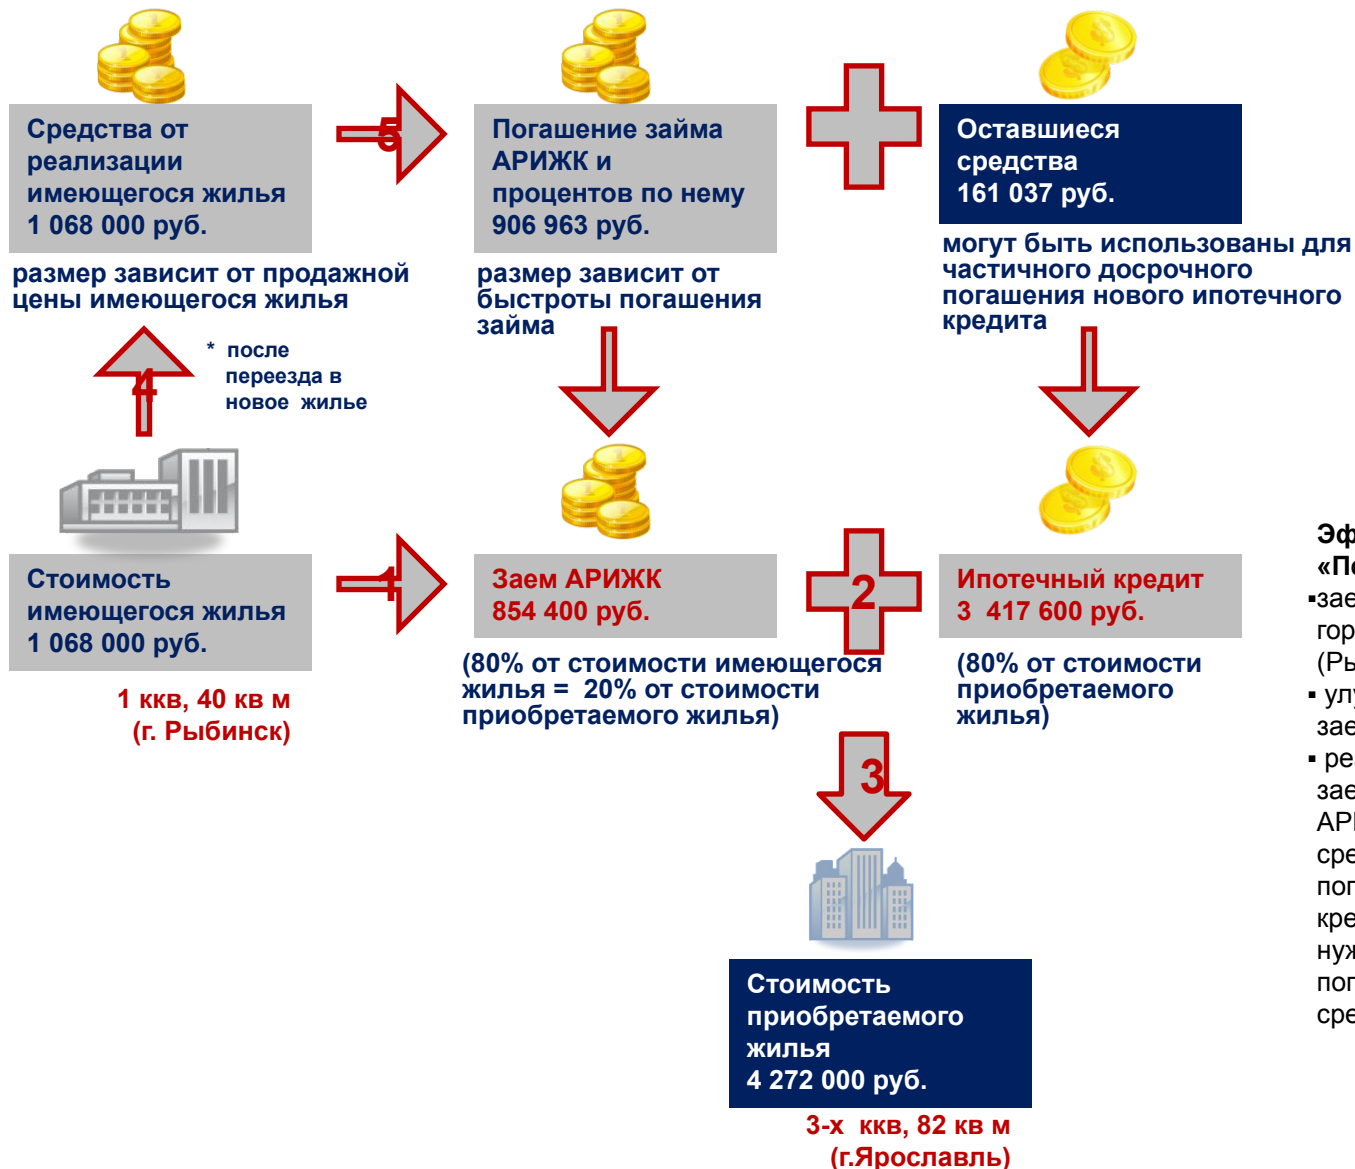 Средства от
реализации
имеющегося жилья
1 068 000 руб.
5
Погашение займа
АРИЖК и
процентов по нему
906 963 руб.
Оставшиеся
средства
161 037 руб.
размер зависит от продажной
цены имеющегося жилья
размер зависит от
быстроты погашения
займа
могут быть использованы для
частичного досрочного
погашения нового ипотечного
кредита
4
* после
переезда в
новое жилье
Стоимость
имеющегося жилья
1 068 000 руб.
1
Заем АРИЖК
854 400 руб.
2
Ипотечный кредит
3 417 600 руб.
1 ккв, 40 кв м
(г. Рыбинск)
(80% от стоимости имеющегося
жилья = 20% от стоимости
приобретаемого жилья)
(80% от стоимости
приобретаемого
жилья)
3
Стоимость
приобретаемого
жилья
4 272 000 руб.
3-х ккв, 82 кв м
(г.Ярославль)